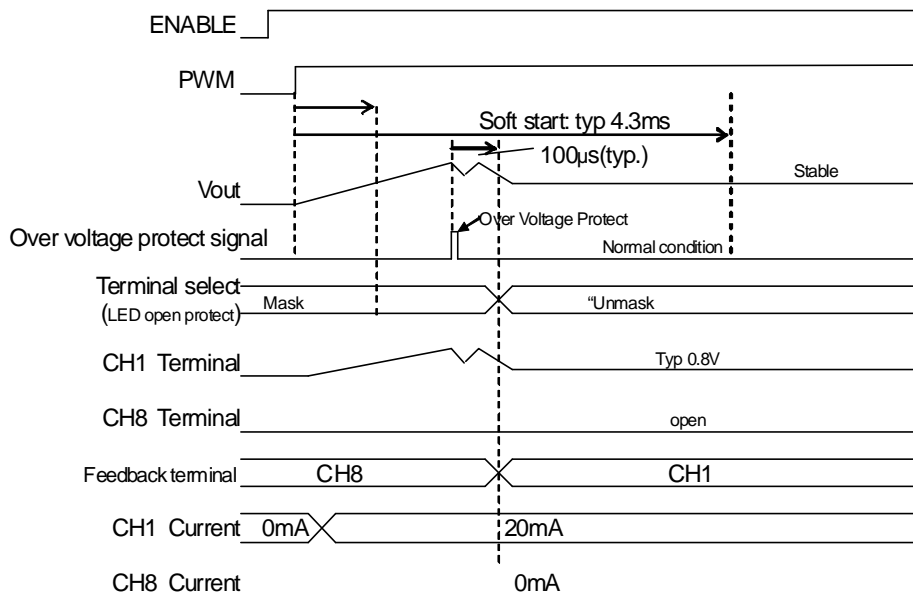 ENABLE
PWM
Soft start: typ 4.3ms
100µs(typ.)
Stable
Vout
Over Voltage Protect
Over voltage protect signal
Normal condition
Terminal select
(LED open protect)
Mask
“Unmask
CH1 Terminal
Typ 0.8V
CH8 Terminal
open
Feedback terminal
CH8
CH1
CH1 Current
0mA
20mA
CH8 Current
0mA